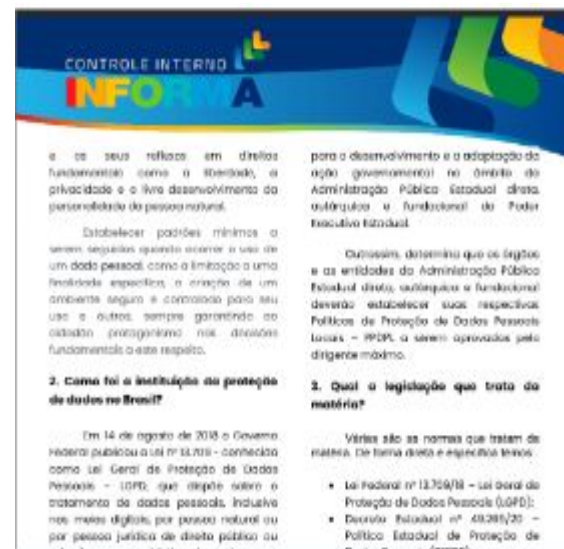 CONTROLE INTERNO
INFORMA
e os seus reflexos em direitos
fundamentais como a liberdade, a
privacidade e o livre desenvolvimento da
personalidade da pessoa natural.
Estabelecer padrões mínimos a
serem seguidos quando ocorrer o uso de
um dado pessoal, como a limitação a uma
finalidade específica, a criação de um
ambiente seguro e controlado para seu
uso e outros, sempre garantindo ao
cidadão protagonismo nas decisões
fundamentais a este respeito.
2. Como foi a instituição da proteção
de dados no Brasil?
Em 14 de agosto de 2018 o Governo
Federal publicou a Lei nº 13.709 - conhecida
como Lei Geral de Proteção de Dados
Pessoais – LGPD, que dispõe sobre o
tratamento de dados pessoais, inclusive
nos meios digitais, por pessoa natural ou
por pessoa jurídica de direito público ou
para o desenvolvimento e a adaptação da
ação governamental no âmbito da
Administração Pública Estadual direta,
autárquica e fundacional do Poder
Executivo Estadual.
Outrossim, determina que os órgãos
e as entidades da Administração Pública
Estadual direta, autárquica e fundacional
deverão estabelecer suas respectivas
Políticas de Proteção de Dados Pessoais
Locais – PPDPL a serem aprovados pelo
dirigente máximo.
3. Qual a legislação que trata da
matéria?
Várias são as normas que tratam da
matéria. De forma direta e específica temos:
• Lei Federal nº 13.709/18 – Lei Geral de
Proteção de Dados Pessoais (LGPD);
• Decreto Estadual nº 49.265/20 –
Política Estadual de Proteção de